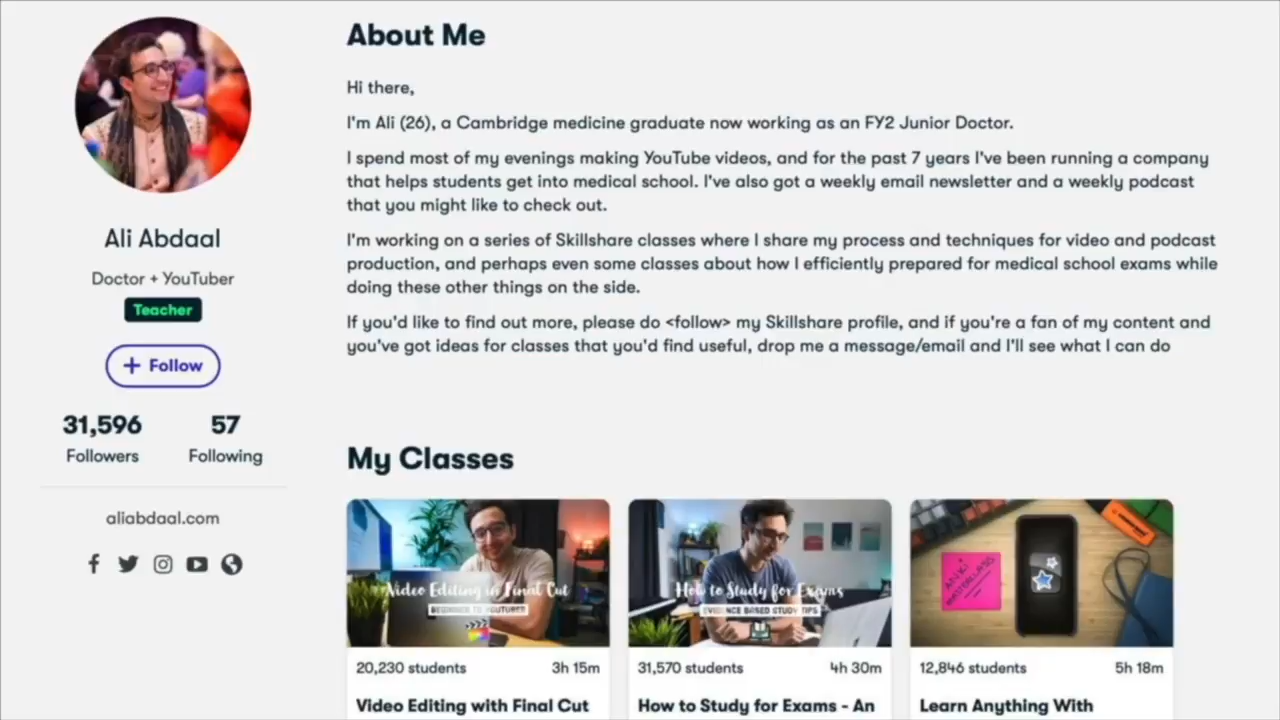 Ali Abdaal
Doctor + YouTuber
Teacher
+ Follow
31,596
Followers
57
Following
aliabdaal.com
About Me
Hi there,
I'm Ali (26), a Cambridge medicine graduate now working as an FY2 Junior Doctor.
I spend most of my evenings making YouTube videos, and for the past 7 years I've been running a company
that helps students get into medical school. I've also got a weekly email newsletter and a weekly podcast
that you might like to check out.
I'm working on a series of Skillshare classes where I share my process and techniques for video and podcast
production, and perhaps even some classes about how I efficiently prepared for medical school exams while
doing these other things on the side.
If you'd like to find out more, please do <follow> my Skillshare profile, and if you're a fan of my content and
you've got ideas for classes that you'd find useful, drop me a message/email and I'll see what I can do
My Classes
Video Editing in Final Cut
BEGINNER TO YOUTUBER
20,230 students
3h 15m
Video Editing with Final Cut
How to Study for Exams
EVIDENCE BASED STUDY TIPS
31,570 students
4h 30m
How to Study for Exams - An
ANKI
MASTERCLASS
12,846 students
5h 18m
Learn Anything With